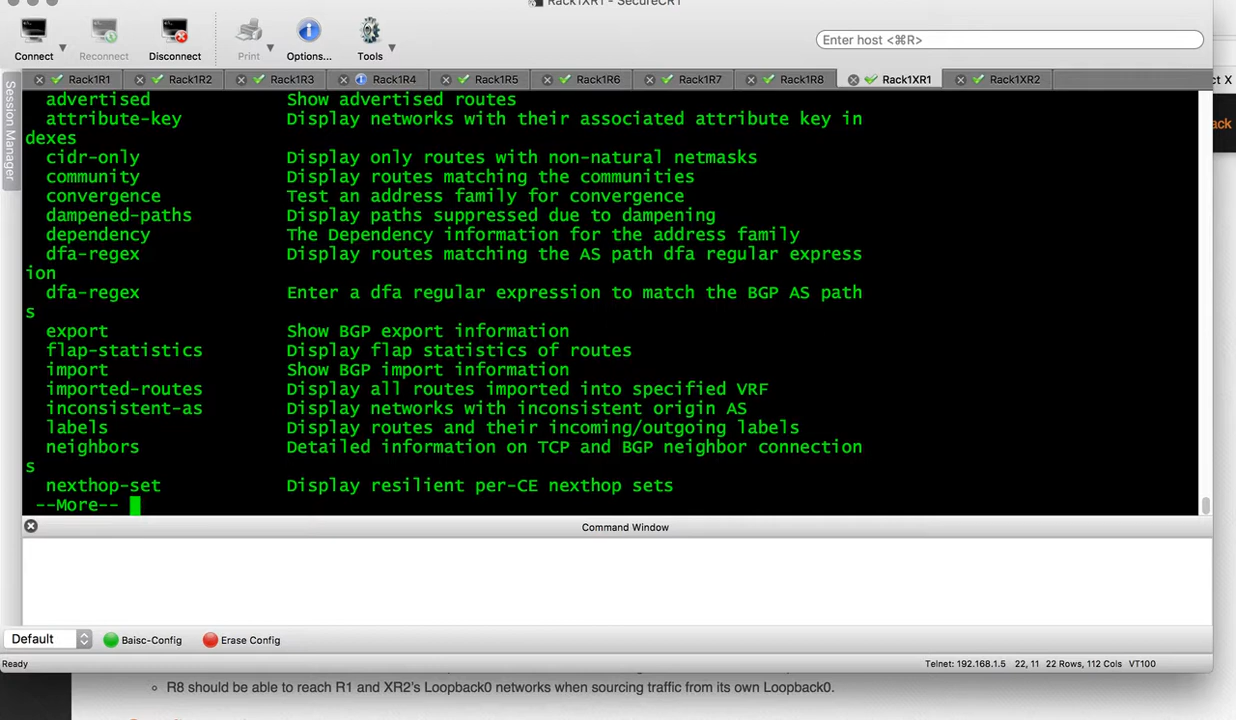 Rack1XR1 - SecureCRT
Connect
Reconnect
Disconnect
Print
Options...
Tools
Enter host <⌘R>
Session Manager
Rack1R1
Rack1R2
Rack1R3
Rack1R4
Rack1R5
Rack1R6
Rack1R7
Rack1R8
Rack1XR1
Rack1XR2
ct X
ack
advertised Show advertised routes
attribute-key Display networks with their associated attribute key in
dexes
cidr-only Display only routes with non-natural netmasks
community Display routes matching the communities
convergence Test an address family for convergence
dampened-paths Display paths suppressed due to dampening
dependency The Dependency information for the address family
dfa-regex Display routes matching the AS path dfa regular express
ion
dfa-regex Enter a dfa regular expression to match the BGP AS path
s
export Show BGP export information
flap-statistics Display flap statistics of routes
import Show BGP import information
imported-routes Display all routes imported into specified VRF
inconsistent-as Display networks with inconsistent origin AS
labels Display routes and their incoming/outgoing labels
neighbors Detailed information on TCP and BGP neighbor connection
s
nexthop-set Display resilient per-CE nexthop sets
--More--
Command Window
Default
Baisc-Config
Erase Config
Ready
Telnet: 192.168.1.5 22, 11 22 Rows, 112 Cols VT100
R8 should be able to reach R1 and XR2's Loopback0 networks when sourcing traffic from its own Loopback0.